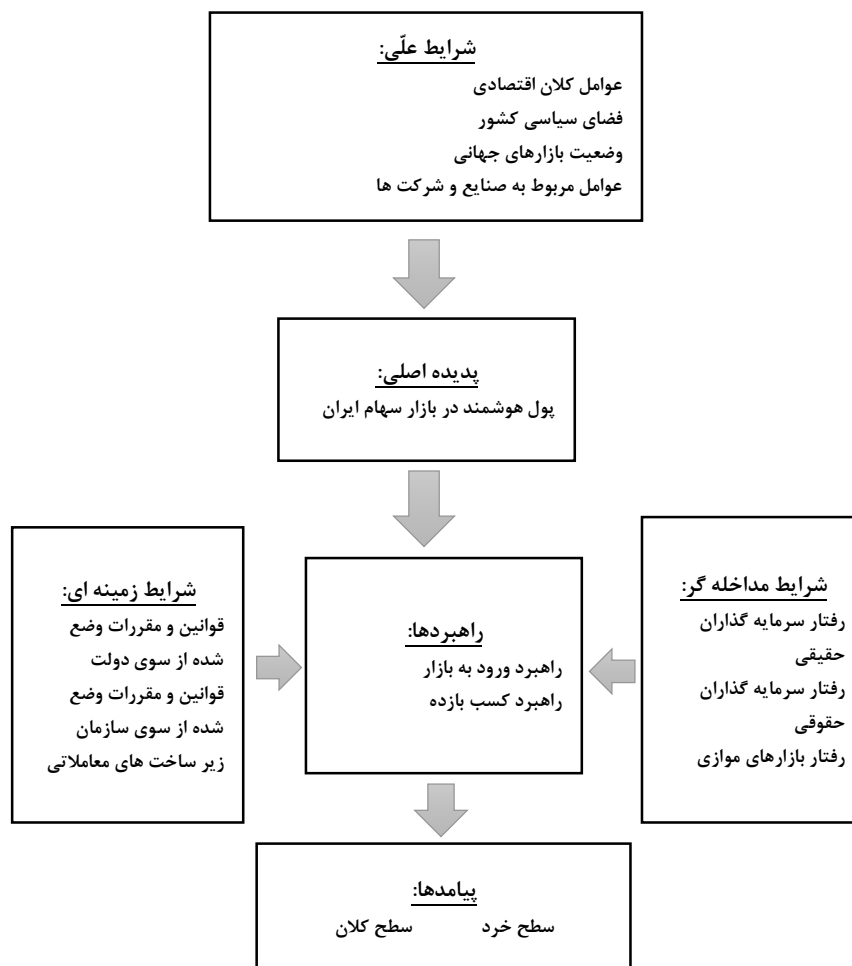 شرایط علّی:
عوامل کلان اقتصادی
فضای سیاسی کشور
وضعیت بازارهای جهانی
عوامل مربوط به صنایع و شرکت ها
پدیده اصلی:
پول هوشمند در بازار سهام ایران
شرایط مداخله گر:
رفتار سرمایه گذاران
حقیقی
رفتار سرمایه گذاران
حقوقی
رفتار بازارهای موازی
راهبردها:
راهبرد ورود به بازار
راهبرد کسب بازده
شرایط زمینه ای:
قوانین و مقررات وضع
شده از سوی دولت
قوانین و مقررات وضع
شده از سوی سازمان
زیر ساخت های معاملاتی
پیامدها:
سطح خرد سطح کلان